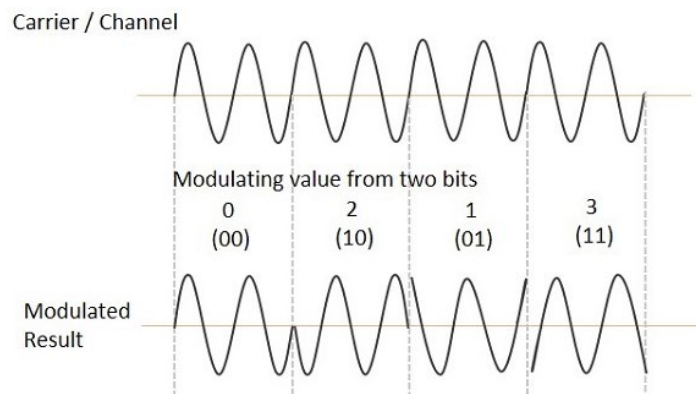 Carrier / Channel
Modulating value from two bits
0 2 1 3
(00) (10) (01) (11)
Modulated
Result